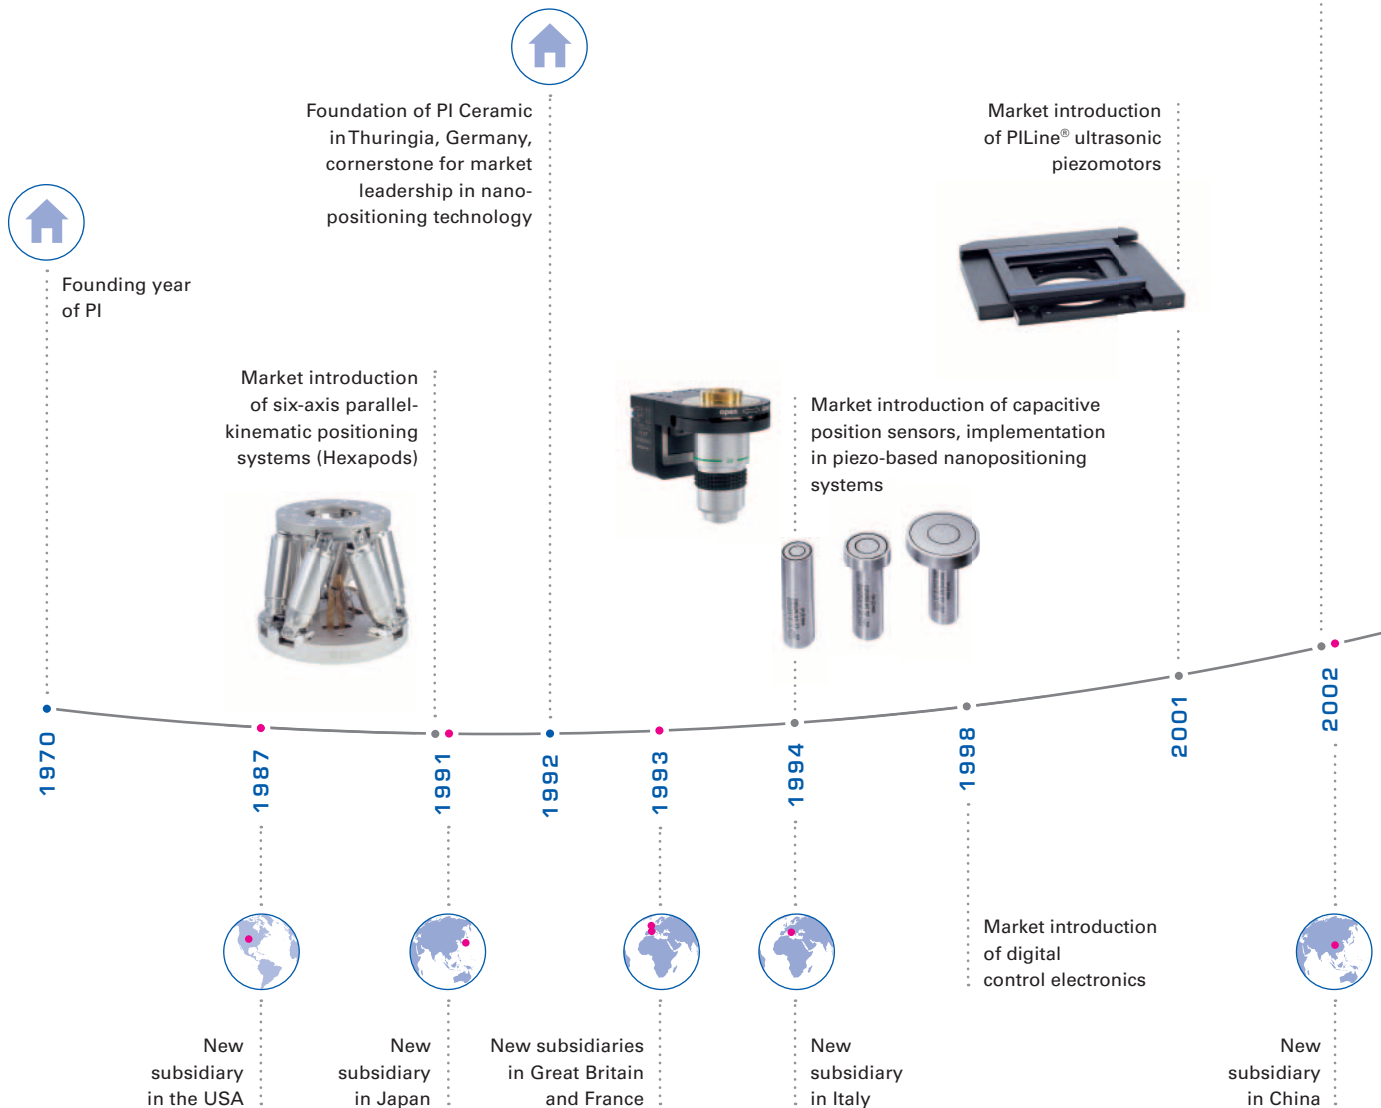 Foundation of PI Ceramic
in Thuringia, Germany,
cornerstone for market
leadership in nano-
positioning technology
Market introduction
of PILine® ultrasonic
piezomotors
Founding year
of PI
Market introduction
of six-axis parallel-
kinematic positioning
systems (Hexapods)
Market introduction of capacitive
position sensors, implementation
in piezo-based nanopositioning
systems
1970
1987
1991
1992
1993
1994
1998
2001
2002
Market introduction
of digital
control electronics
New
subsidiary
in the USA
New
subsidiary
in Japan
New subsidiaries
in Great Britain
and France
New
subsidiary
in Italy
New
subsidiary
in China